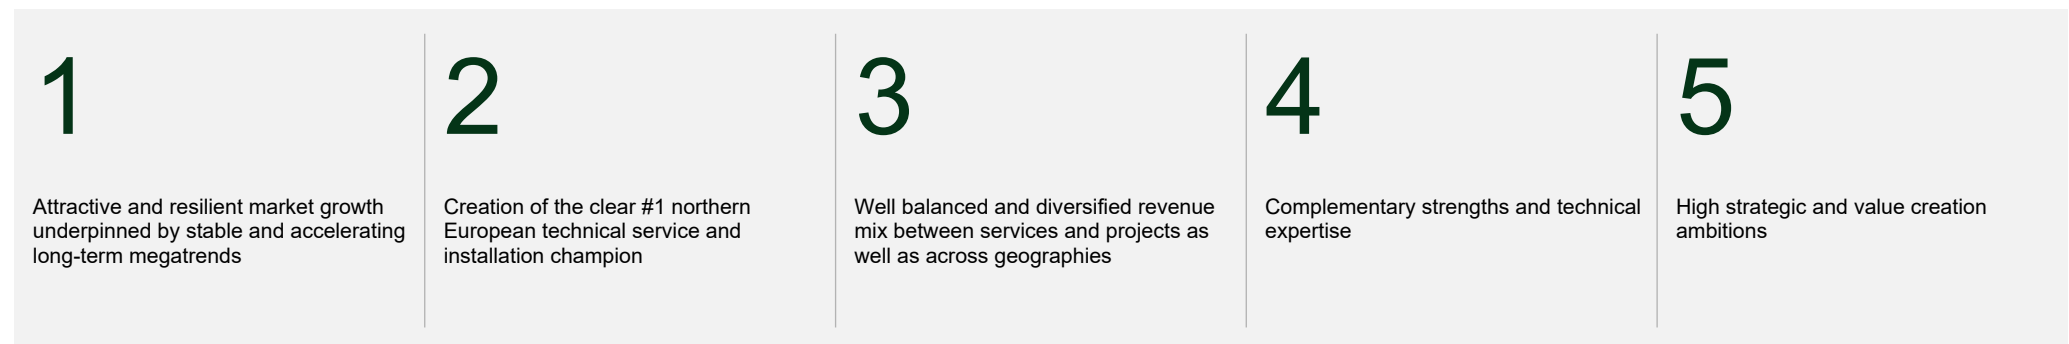 1
Attractive and resilient market growth
underpinned by stable and accelerating
long-term megatrends
2
Creation of the clear #1 northern
European technical service and
installation champion
3
Well balanced and diversified revenue
mix between services and projects as
well as across geographies
4
Complementary strengths and technical
expertise
5
High strategic and value creation
ambitions